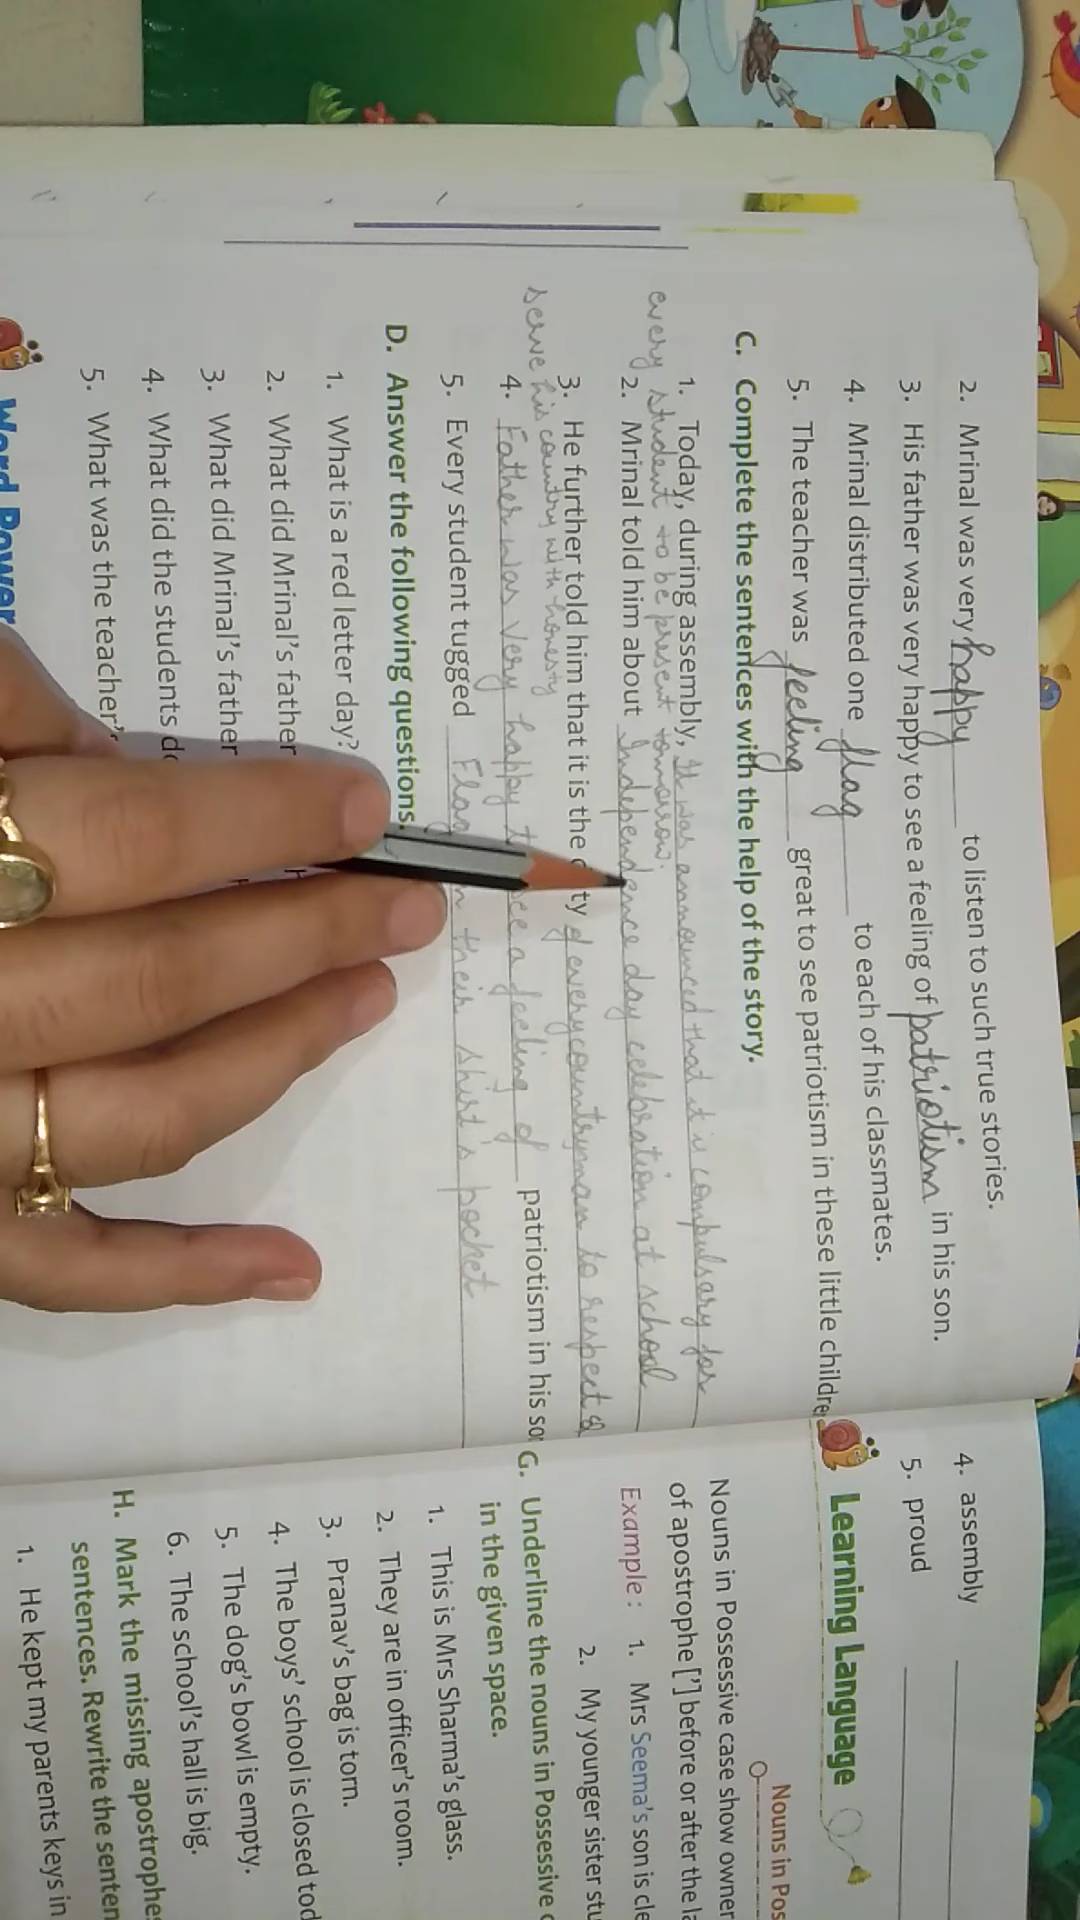 2. Mrinal was very happy to listen to such true stories.
3. His father was very happy to see a feeling of patriotism in his son.
4. Mrinal distributed one flag to each of his classmates.
5. The teacher was feeling great to see patriotism in these little childre
C. Complete the sentences with the help of the story.
1. Today, during assembly, It was announced that it is compulsary for
every student to be present tomorrow.
2. Mrinal told him about Independence day celebration at school
3. He further told him that it is the ty of every countryman to respect &
serve his country with honesty
4. Father was very happy see a feeling of patriotism in his so
5. Every student tugged Flag in their shirt's pocket
D. Answer the following questions.
1. What is a red letter day?
2. What did Mrinal's father
3. What did Mrinal's father
4. What did the students
5. What was the teacher's
Word Power
4. assembly
5. proud
Learning Language
Nouns in Pos
Nouns in Possessive case show owner
of apostrophe ['] before or after the la
Example : 1. Mrs Seema's son is cle
2. My younger sister stu
G. Underline the nouns in Possessive c
in the given space.
1. This is Mrs Sharma's glass.
2. They are in officer's room.
3. Pranav's bag is torn.
4. The boys' school is closed tod
5. The dog's bowl is empty.
6. The school's hall is big.
H. Mark the missing apostrophes
sentences. Rewrite the senten
1. He kept my parents keys in